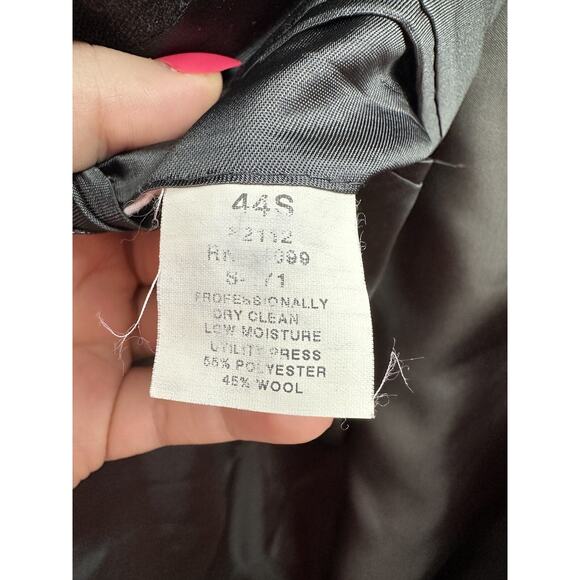 44S
2112
RN
PROFESSIONALLY
DRY CLEAN
LOW MOISTURE
UTILITY PRESS
55% POLYESTER
45% WOOL